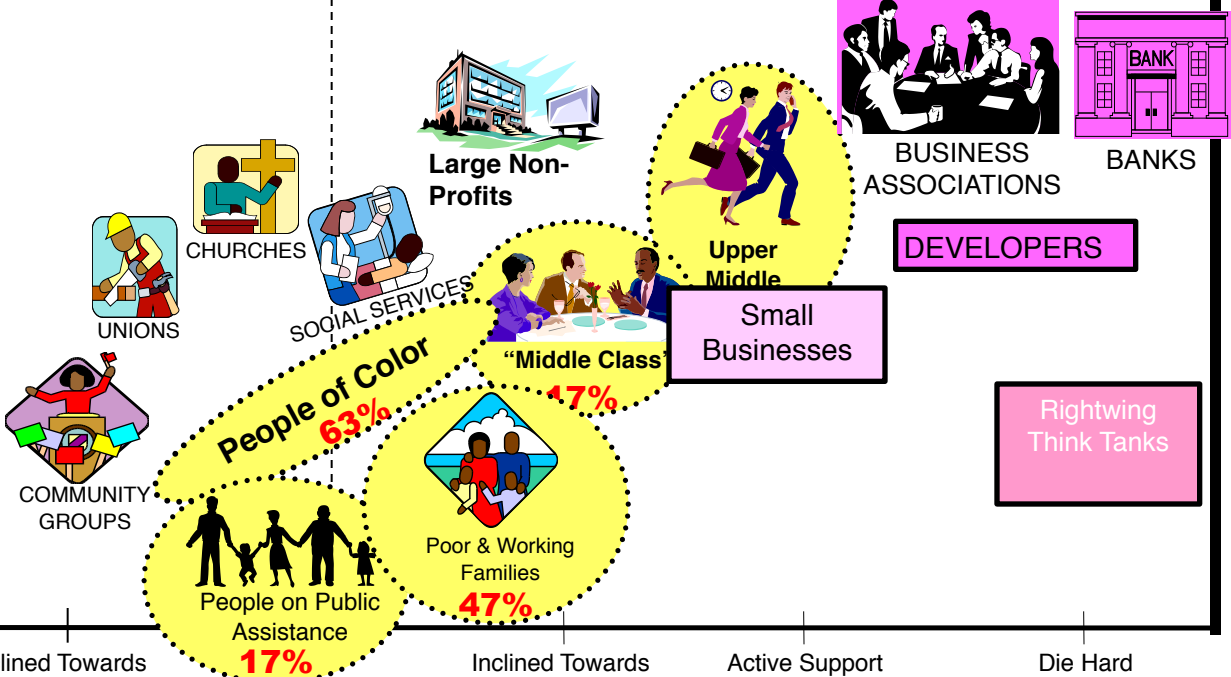 BANK
BUSINESS
ASSOCIATIONS
BANKS
Large Non-
Profits
CHURCHES
DEVELOPERS
Upper
Middle
UNIONS
SOCIAL SERVICES
Small
Businesses
“Middle Class”
17%
People of Color
63%
Rightwing
Think Tanks
COMMUNITY
GROUPS
Poor & Working
Families
47%
People on Public
Assistance
17%
lined Towards
Inclined Towards
Active Support
Die Hard